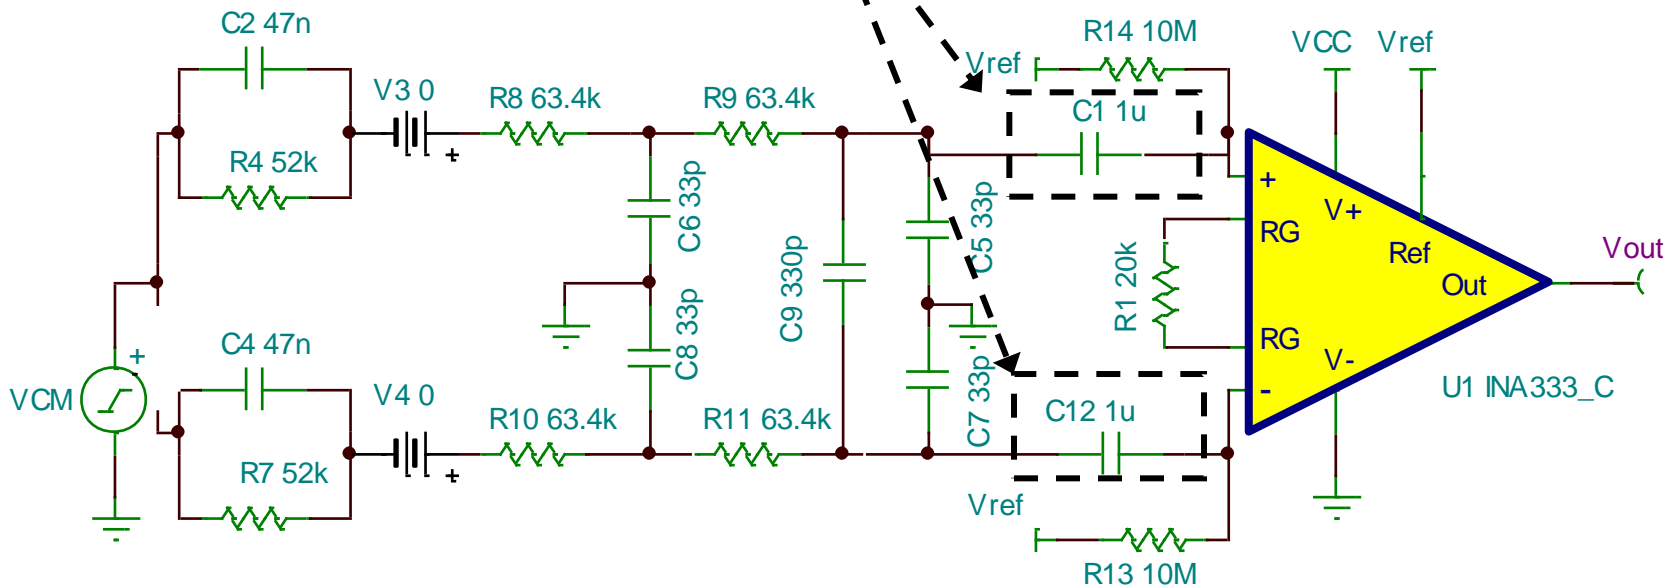 C2 47n
R14 10M
VCC
Vref
Vref
V3 0
R8 63.4k
R9 63.4k
C1 1u
+
R4 52k
C6 33p
C5 33p
+
V+
RG
Ref
Vout
C9 330p
R1 20k
Out
C8 33p
RG
V-
+
-
VCM
C4 47n
V4 0
C7 33p
-
U1 INA333_C
R10 63.4k
R11 63.4k
C12 1u
+
R7 52k
Vref
R13 10M